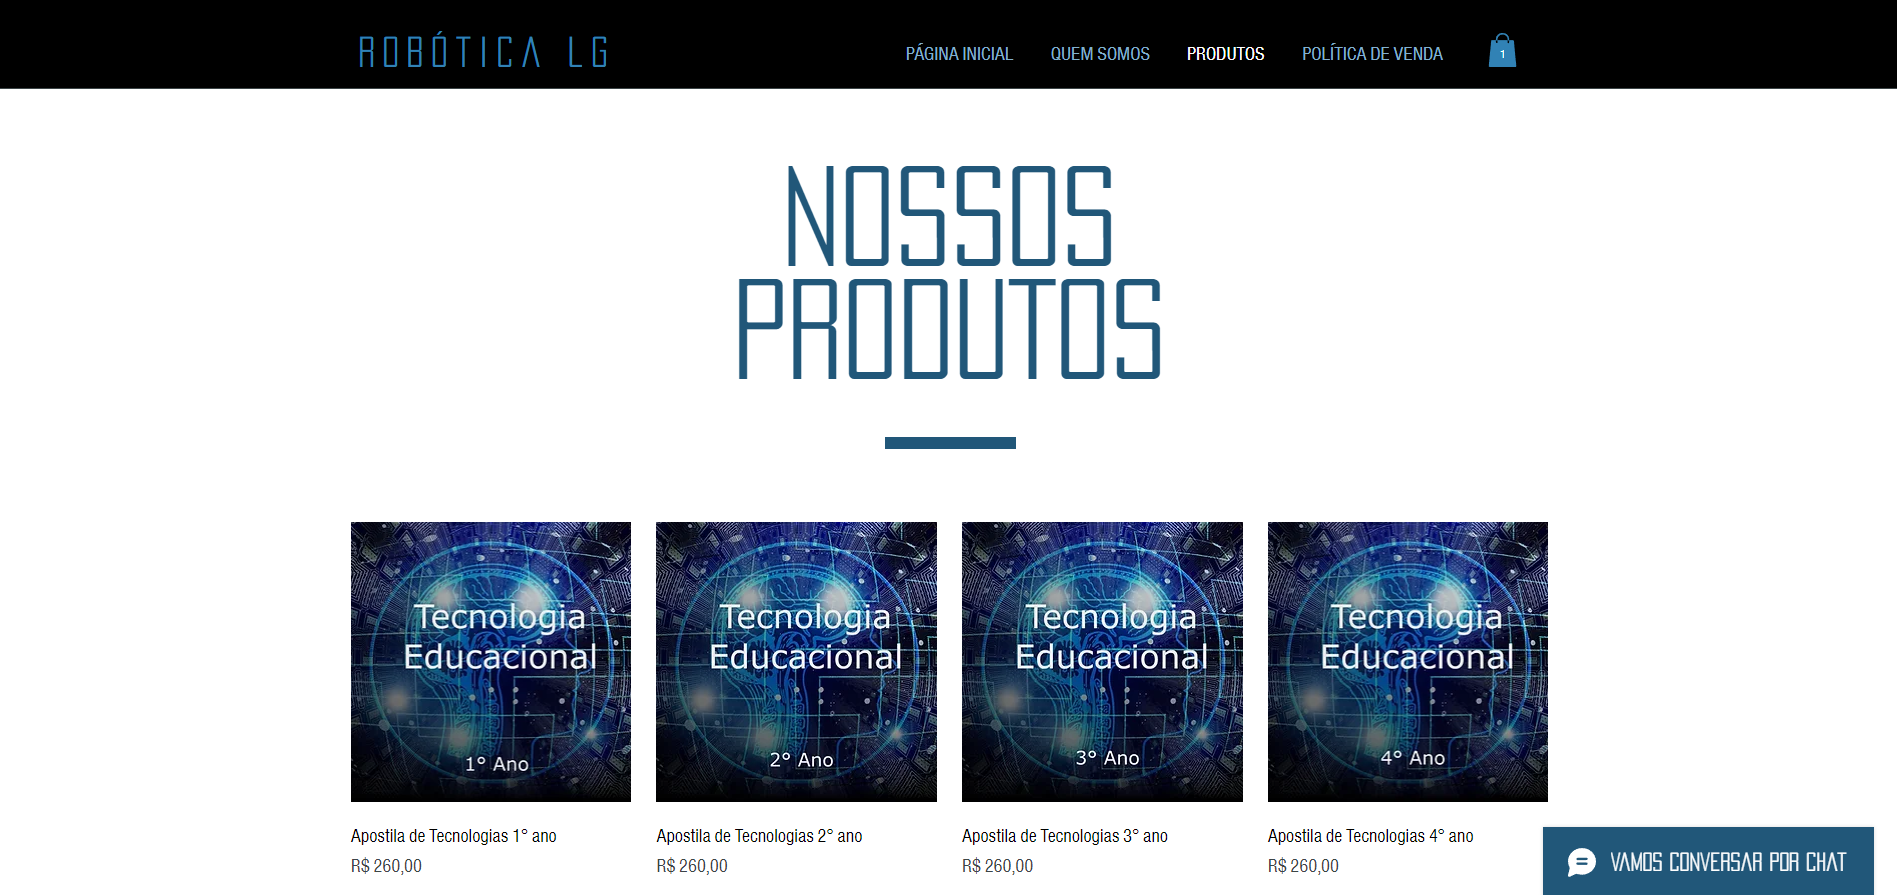 ROBÓTICA LG
PÁGINA INICIAL QUEM SOMOS PRODUTOS POLÍTICA DE VENDA 1
NOSSOS
PRODUTOS
Tecnologia
Educacional
1° Ano
Tecnologia
Educacional
2° Ano
Tecnologia
Educacional
3° Ano
Tecnologia
Educacional
4° Ano
Apostila de Tecnologias 1° ano
R$ 260,00
Apostila de Tecnologias 2° ano
R$ 260,00
Apostila de Tecnologias 3° ano
R$ 260,00
Apostila de Tecnologias 4° ano
R$ 260,00
VAMOS CONVERSAR POR CHAT